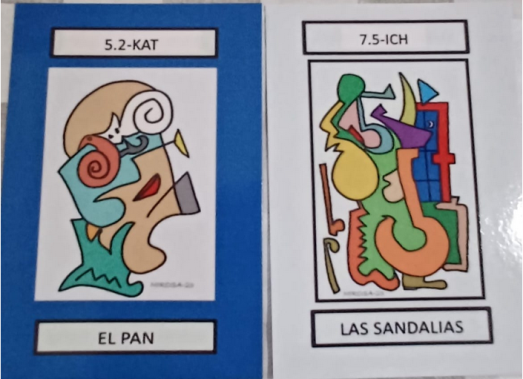 5.2-KAT
EL PAN
7.5-ICH
LAS SANDALIAS